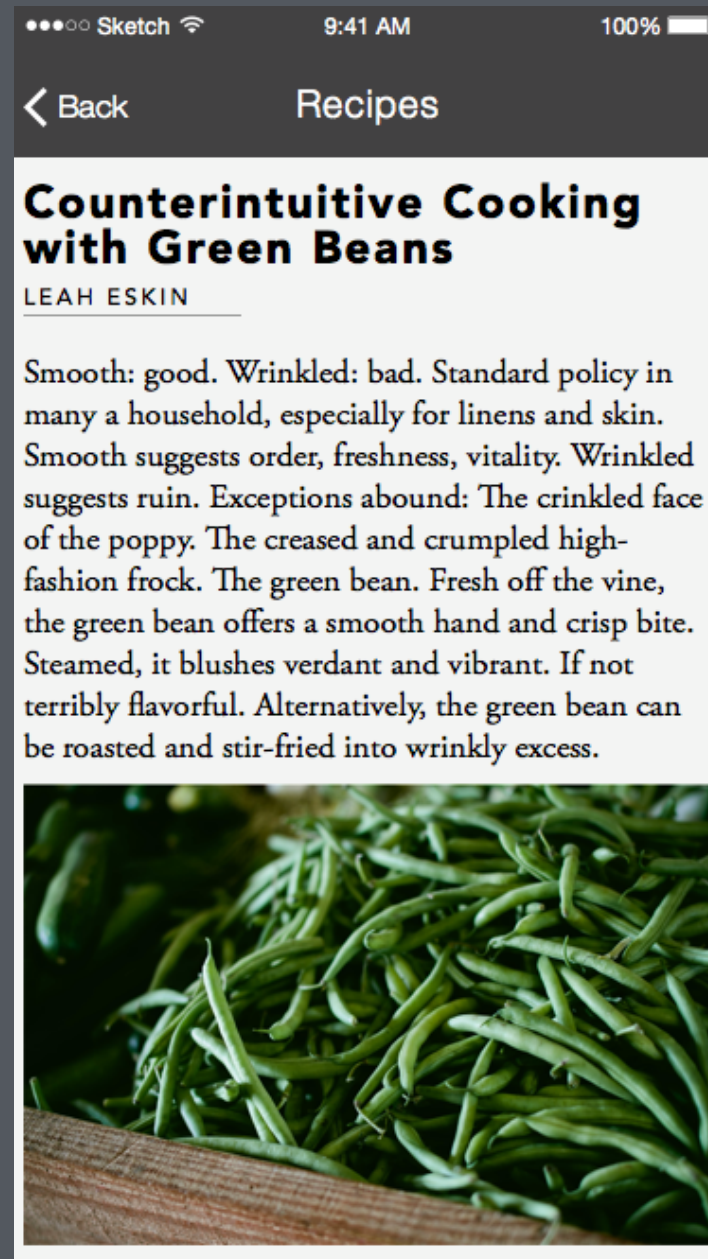 Sketch 9:41 AM 100%
Back Recipes
Counterintuitive Cooking
with Green Beans
LEAH ESKIN
Smooth: good. Wrinkled: bad. Standard policy in
many a household, especially for linens and skin.
Smooth suggests order, freshness, vitality. Wrinkled
suggests ruin. Exceptions abound: The crinkled face
of the poppy. The creased and crumpled high-
fashion frock. The green bean. Fresh off the vine,
the green bean offers a smooth hand and crisp bite.
Steamed, it blushes verdant and vibrant. If not
terribly flavorful. Alternatively, the green bean can
be roasted and stir-fried into wrinkly excess.